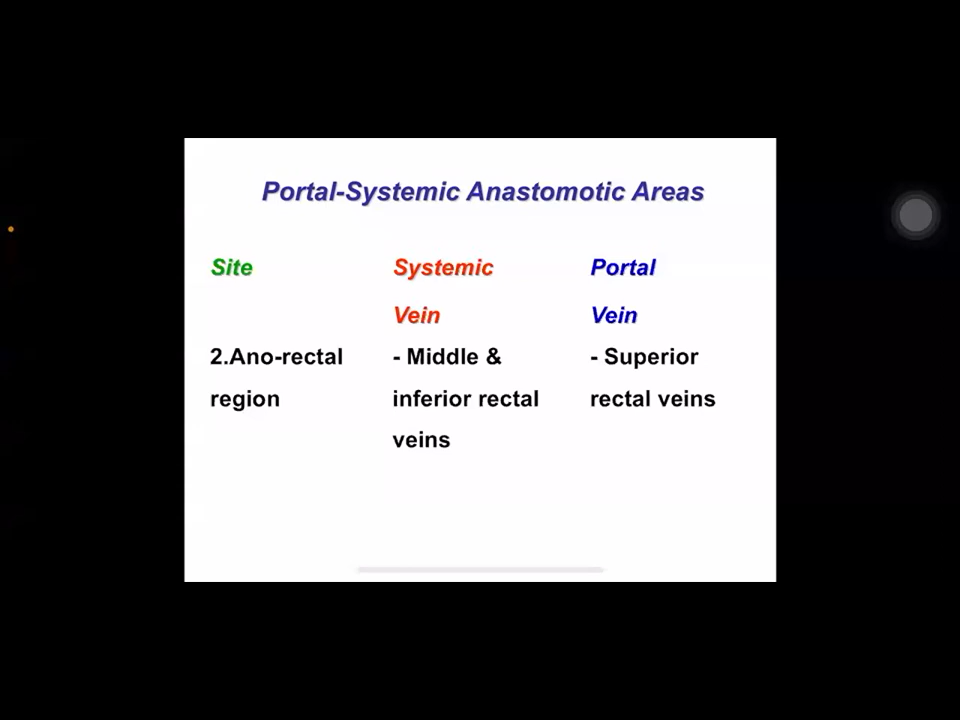 Portal-Systemic Anastomotic Areas
Site Systemic Portal
Vein Vein
2.Ano-rectal - Middle & - Superior
region inferior rectal rectal veins
veins